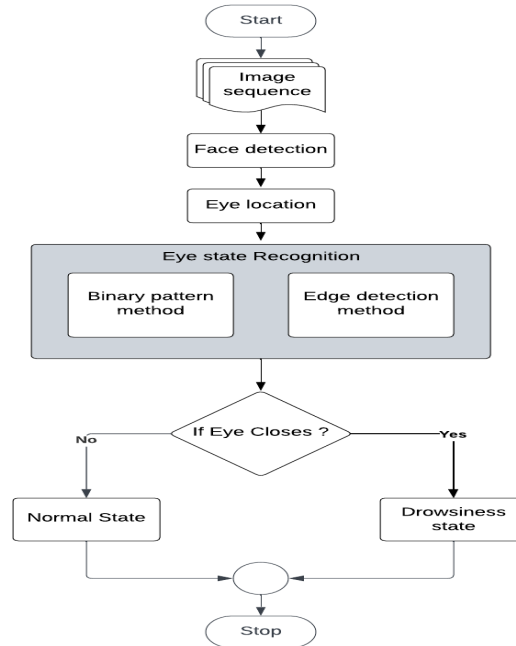 Start
Image
sequence
Face detection
Eye location
Eye state Recognition
Binary pattern
method
Edge detection
method
If Eye Closes ?
No
Yes
Normal State
Drowsiness
state
Stop